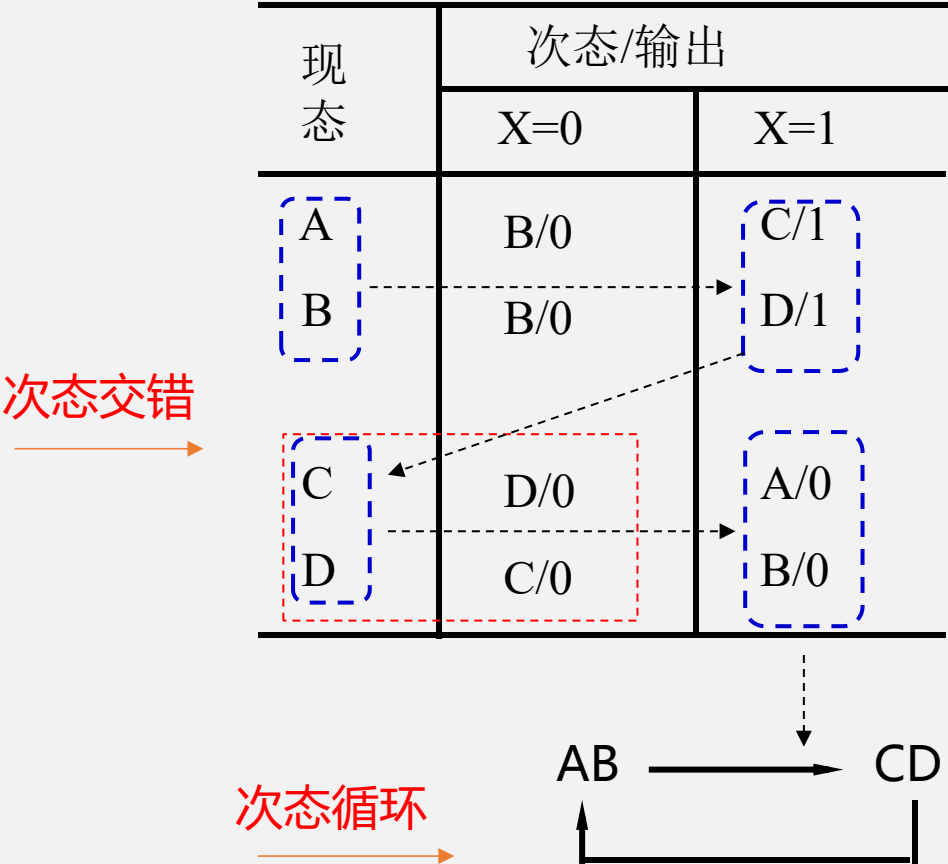 现态 次态/输出
X=0 X=1
A B/0 C/1
B B/0 D/1
次态交错
C D/0 A/0
D C/0 B/0
AB CD
次态循环